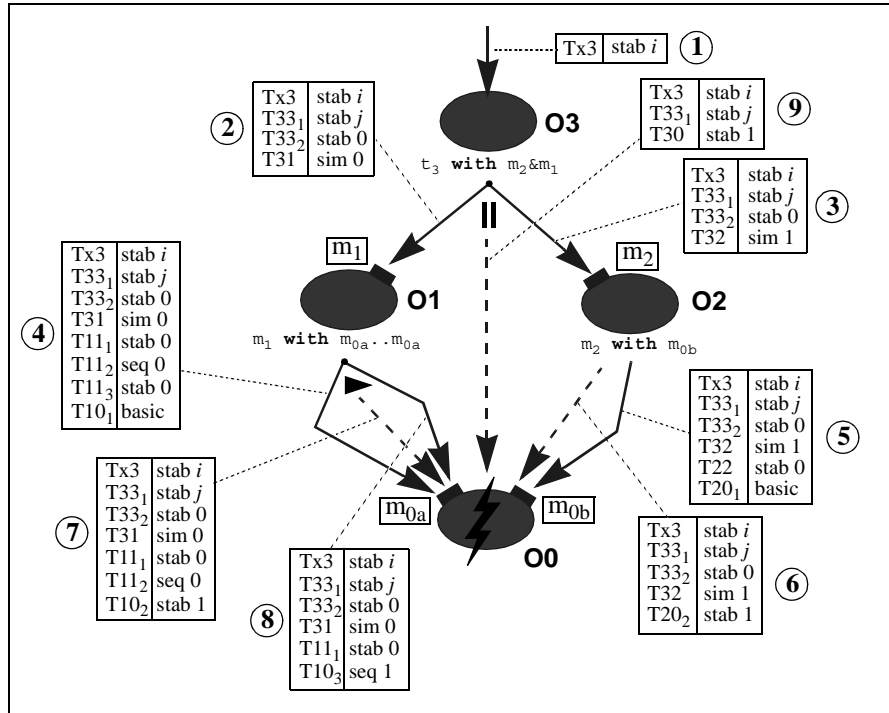 Tx3 stab i
1
2
Tx3 stab i
T33₁ stab j
T33₂ stab 0
T31 sim 0
O3
t₃ with m₂&m₁
Tx3 stab i
T33₁ stab j
T30 stab 1
9
Tx3 stab i
T33₁ stab j
T33₂ stab 0
T32 sim 1
3
m₁
O1
m₁ with m₀ₐ..m₀ₐ
m₂
O2
m₂ with m0b
4
Tx3 stab i
T33₁ stab j
T33₂ stab 0
T31 sim 0
T11₁ stab 0
T11₂ seq 0
T11₃ stab 0
T10₁ basic
Tx3 stab i
T33₁ stab j
T33₂ stab 0
T32 sim 1
T22 stab 0
T20₁ basic
5
7
Tx3 stab i
T33₁ stab j
T33₂ stab 0
T31 sim 0
T11₁ stab 0
T11₂ seq 0
T10₂ stab 1
m₀ₐ
m0b
O0
8
Tx3 stab i
T33₁ stab j
T33₂ stab 0
T31 sim 0
T11₁ stab 0
T10₃ seq 1
Tx3 stab i
T33₁ stab j
T33₂ stab 0
T32 sim 1
T20₂ stab 1
6